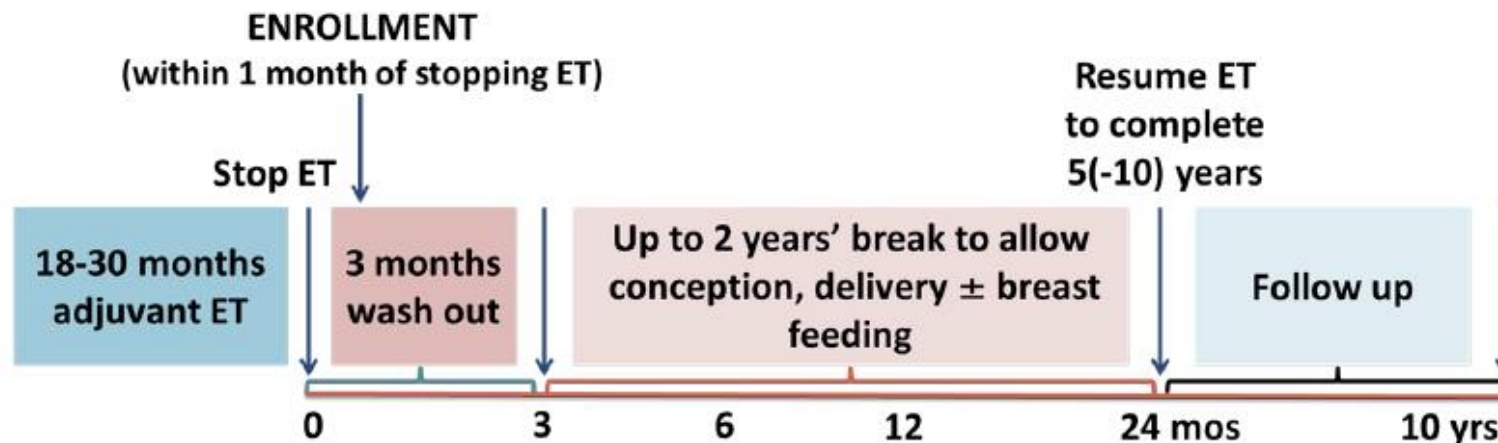 ENROLLMENT
(within 1 month of stopping ET)
Stop ET
Resume ET
to complete
5(-10) years
18-30 months
adjuvant ET
3 months
wash out
Up to 2 years’ break to allow
conception, delivery ± breast
feeding
Follow up
0
3
6
12
24 mos
10 yrs